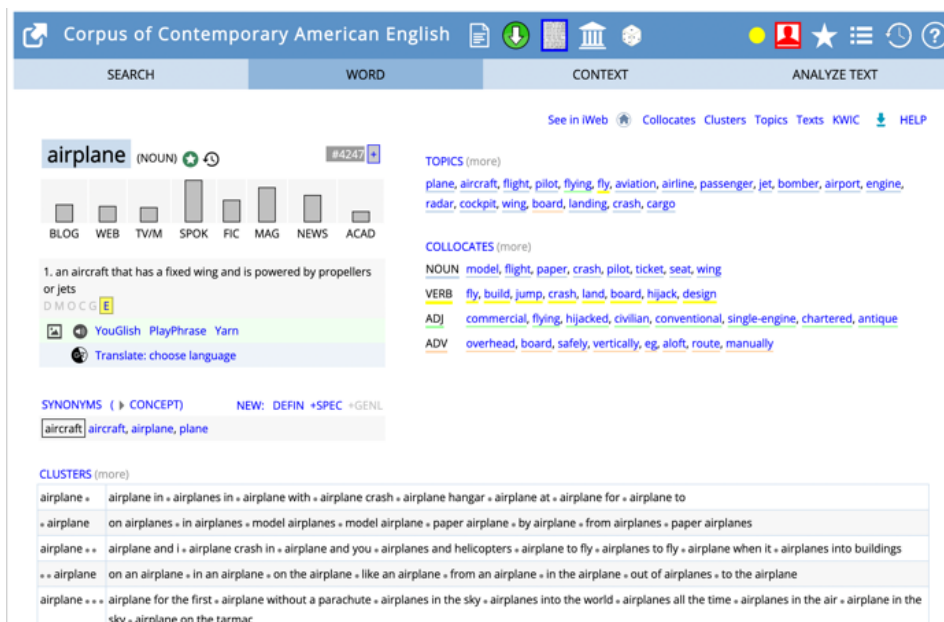 Corpus of Contemporary American English
SEARCH WORD CONTEXT ANALYZE TEXT
See in iWeb Collocates Clusters Topics Texts KWIC HELP
airplane (NOUN) #4247 +
BLOG WEB TV/M SPOK FIC MAG NEWS ACAD
1. an aircraft that has a fixed wing and is powered by propellers
or jets
D M O C G E
YouGlish PlayPhrase Yarn
Translate: choose language
SYNONYMS ( CONCEPT) NEW: DEFIN +SPEC +GENL
aircraft aircraft, airplane, plane
TOPICS (more)
plane, aircraft, flight, pilot, flying, fly, aviation, airline, passenger, jet, bomber, airport, engine,
radar, cockpit, wing, board, landing, crash, cargo
COLLOCATES (more)
NOUN model, flight, paper, crash, pilot, ticket, seat, wing
VERB fly, build, jump, crash, land, board, hijack, design
ADJ commercial, flying, hijacked, civilian, conventional, single-engine, chartered, antique
ADV overhead, board, safely, vertically, eg, aloft, route, manually
CLUSTERS (more)
airplane • airplane in • airplanes in • airplane with • airplane crash • airplane hangar • airplane at • airplane for • airplane to
• airplane on airplanes • in airplanes • model airplanes • model airplane • paper airplane • by airplane • from airplanes • paper airplanes
airplane • • airplane and i • airplane crash in • airplane and you • airplanes and helicopters • airplane to fly • airplanes to fly • airplane when it • airplanes into buildings
• • airplane on an airplane • in an airplane • on the airplane • like an airplane • from an airplane • in the airplane • out of airplanes • to the airplane
airplane • • • airplane for the first • airplane without a parachute • airplanes in the sky • airplanes into the world • airplanes all the time • airplanes in the air • airplane in the
sky • airplane on the tarmac